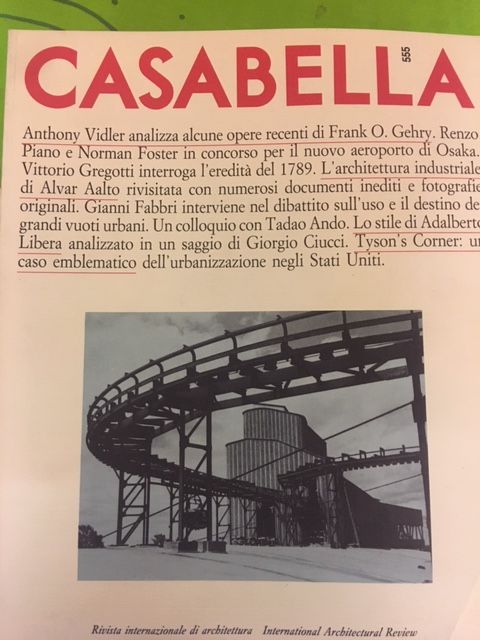 CASABELLA
555
Anthony Vidler analizza alcune opere recenti di Frank O. Gehry. Renzo
Piano e Norman Foster in concorso per il nuovo aeroporto di Osaka.
Vittorio Gregotti interroga l'eredità del 1789. L'architettura industriale
di Alvar Aalto rivisitata con numerosi documenti inediti e fotografie
originali. Gianni Fabbri interviene nel dibattito sull'uso e il destino dei
grandi vuoti urbani. Un colloquio con Tadao Ando. Lo stile di Adalberto
Libera analizzato in un saggio di Giorgio Ciucci. Tyson's Corner: un
caso emblematico dell'urbanizzazione negli Stati Uniti.
Rivista internazionale di architettura International Architectural Review